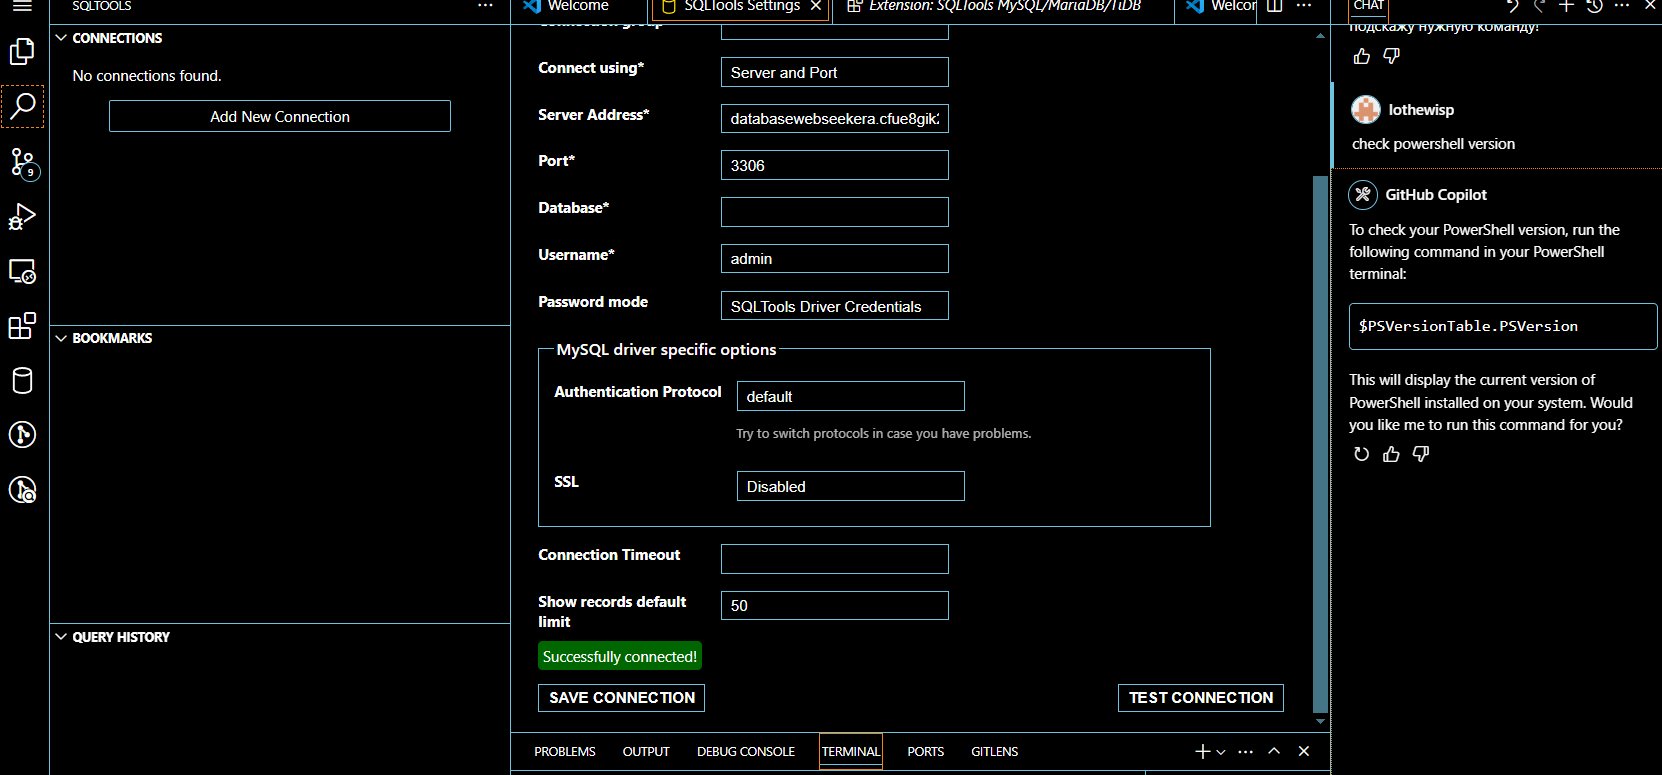 SQLTOOLS
CONNECTIONS
No connections found.
Add New Connection
BOOKMARKS
QUERY HISTORY
9
Welcome
SQLTools Settings
Extension: SQLTools MySQL/MariaDB/TiDB
Welcor
Connection group
Connect using*
Server and Port
Server Address*
databasewebseekera.cfue8gik2
Port*
3306
Database*
Username*
admin
Password mode
SQLTools Driver Credentials
MySQL driver specific options
Authentication Protocol
default
Try to switch protocols in case you have problems.
SSL
Disabled
Connection Timeout
Show records default
limit
50
Successfully connected!
SAVE CONNECTION
TEST CONNECTION
PROBLEMS
OUTPUT
DEBUG CONSOLE
TERMINAL
PORTS
GITLENS
CHAT
подскажу нужную команду!
lothewisp
check powershell version
GitHub Copilot
To check your PowerShell version, run the
following command in your PowerShell
terminal:
$PSVersionTable.PSVersion
This will display the current version of
PowerShell installed on your system. Would
you like me to run this command for you?